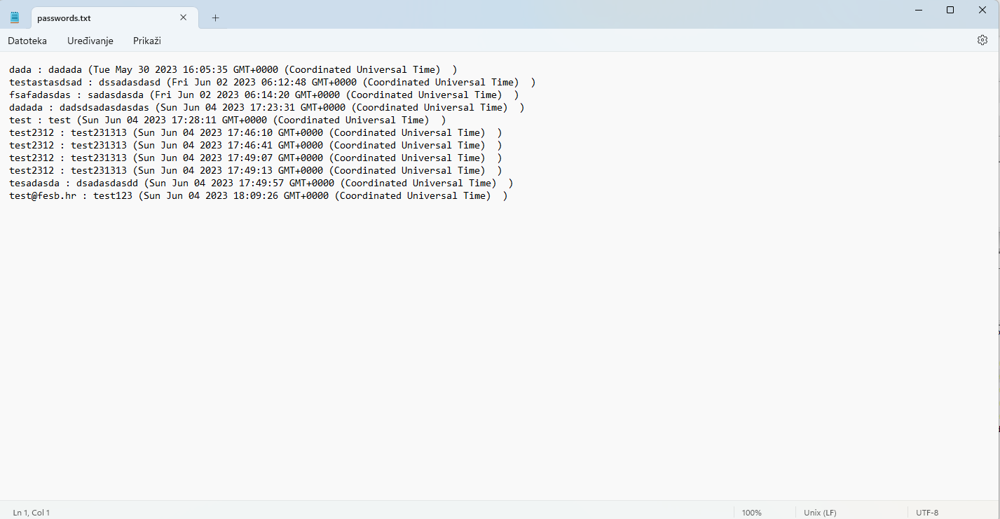 passwords.txt
Datoteka Uređivanje Prikaži
dada : dadada (Tue May 30 2023 16:05:35 GMT+0000 (Coordinated Universal Time)  )
testastasdsad : dssadasdasd (Fri Jun 02 2023 06:12:48 GMT+0000 (Coordinated Universal Time)  )
fsafadasdas : sadasdasda (Fri Jun 02 2023 06:14:20 GMT+0000 (Coordinated Universal Time)  )
dadada : dadsdsadasdasdas (Sun Jun 04 2023 17:23:31 GMT+0000 (Coordinated Universal Time)  )
test : test (Sun Jun 04 2023 17:28:11 GMT+0000 (Coordinated Universal Time)  )
test2312 : test231313 (Sun Jun 04 2023 17:46:10 GMT+0000 (Coordinated Universal Time)  )
test2312 : test231313 (Sun Jun 04 2023 17:46:41 GMT+0000 (Coordinated Universal Time)  )
test2312 : test231313 (Sun Jun 04 2023 17:49:07 GMT+0000 (Coordinated Universal Time)  )
test2312 : test231313 (Sun Jun 04 2023 17:49:13 GMT+0000 (Coordinated Universal Time)  )
tesadasda : dsadasdasdd (Sun Jun 04 2023 17:49:57 GMT+0000 (Coordinated Universal Time)  )
test@fesb.hr : test123 (Sun Jun 04 2023 18:09:26 GMT+0000 (Coordinated Universal Time)  )
Ln 1, Col 1 100% Unix (LF) UTF-8